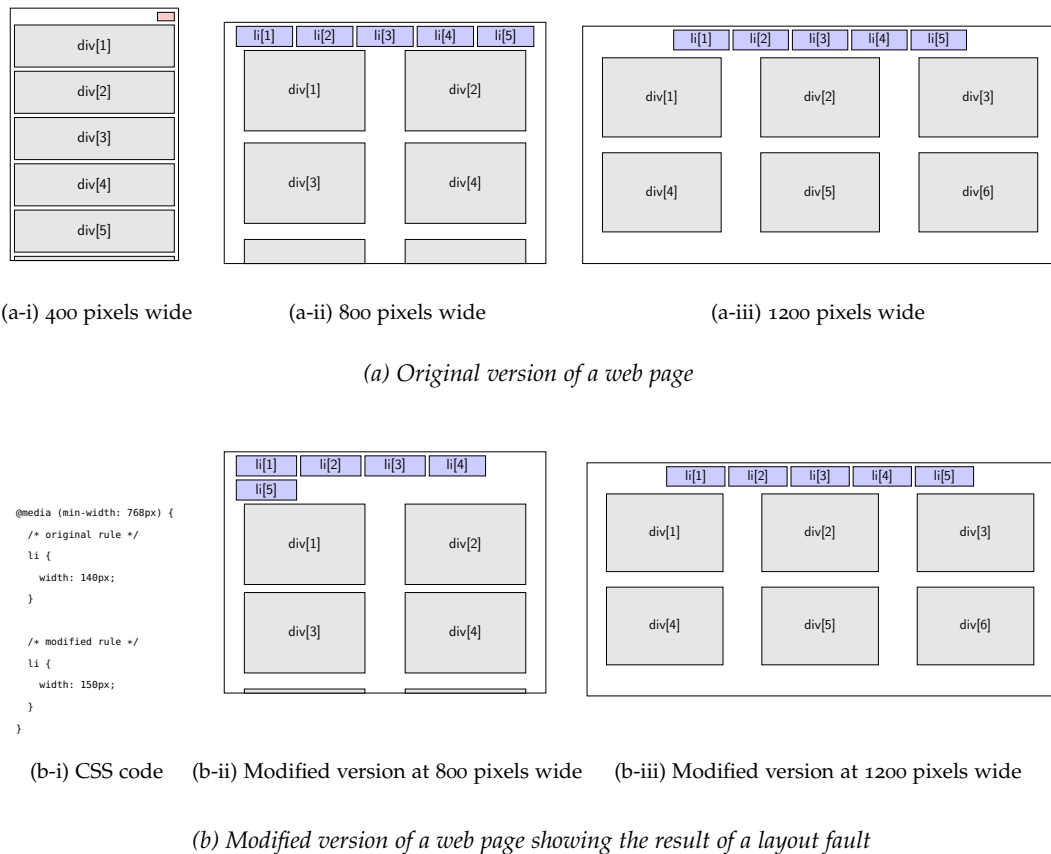 li[1] li[2] li[3] li[4] li[5]
li[1] li[2] li[3] li[4] li[5]
div[1]
div[2]
div[3]
div[4]
div[5]
div[1] div[2]
div[3] div[4]
div[1] div[2] div[3]
div[4] div[5] div[6]
(a-i) 400 pixels wide
(a-ii) 800 pixels wide
(a-iii) 1200 pixels wide
(a) Original version of a web page
@media (min-width: 768px) {
/* original rule */
li {
width: 140px;
}
/* modified rule */
li {
width: 150px;
}
}
li[1] li[2] li[3] li[4]
li[5]
div[1] div[2]
div[3] div[4]
li[1] li[2] li[3] li[4] li[5]
div[1] div[2] div[3]
div[4] div[5] div[6]
(b-i) CSS code
(b-ii) Modified version at 800 pixels wide
(b-iii) Modified version at 1200 pixels wide
(b) Modified version of a web page showing the result of a layout fault